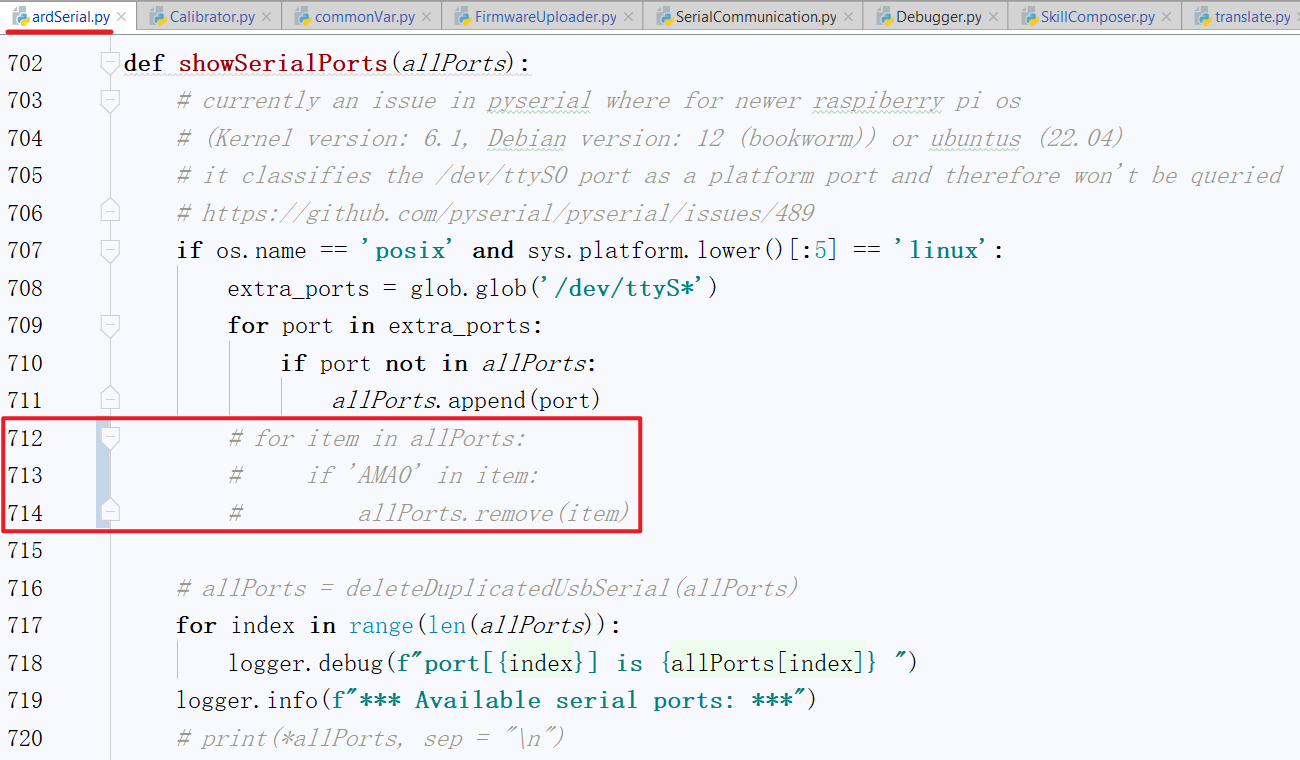 ardSerial.py Calibrator.py commonVar.py FirmwareUploader.py SerialCommunication.py Debugger.py SkillComposer.py translate.py
702 def showSerialPorts(allPorts):
703 # currently an issue in pyserial where for newer raspiberry pi os
704 # (Kernel version: 6.1, Debian version: 12 (bookworm)) or ubuntus (22.04)
705 # it classifies the /dev/ttyS0 port as a platform port and therefore won't be queried
706 # https://github.com/pyserial/pyserial/issues/489
707 if os.name == 'posix' and sys.platform.lower()[:5] == 'linux':
708 extra_ports = glob.glob('/dev/ttyS*')
709 for port in extra_ports:
710 if port not in allPorts:
711 allPorts.append(port)
712 # for item in allPorts:
713 # if 'AMA0' in item:
714 # allPorts.remove(item)
715
716 # allPorts = deleteDuplicatedUsbSerial(allPorts)
717 for index in range(len(allPorts)):
718 logger.debug(f"port[{index}] is {allPorts[index]} ")
719 logger.info(f"*** Available serial ports: ***")
720 # print(*allPorts, sep = "\n")